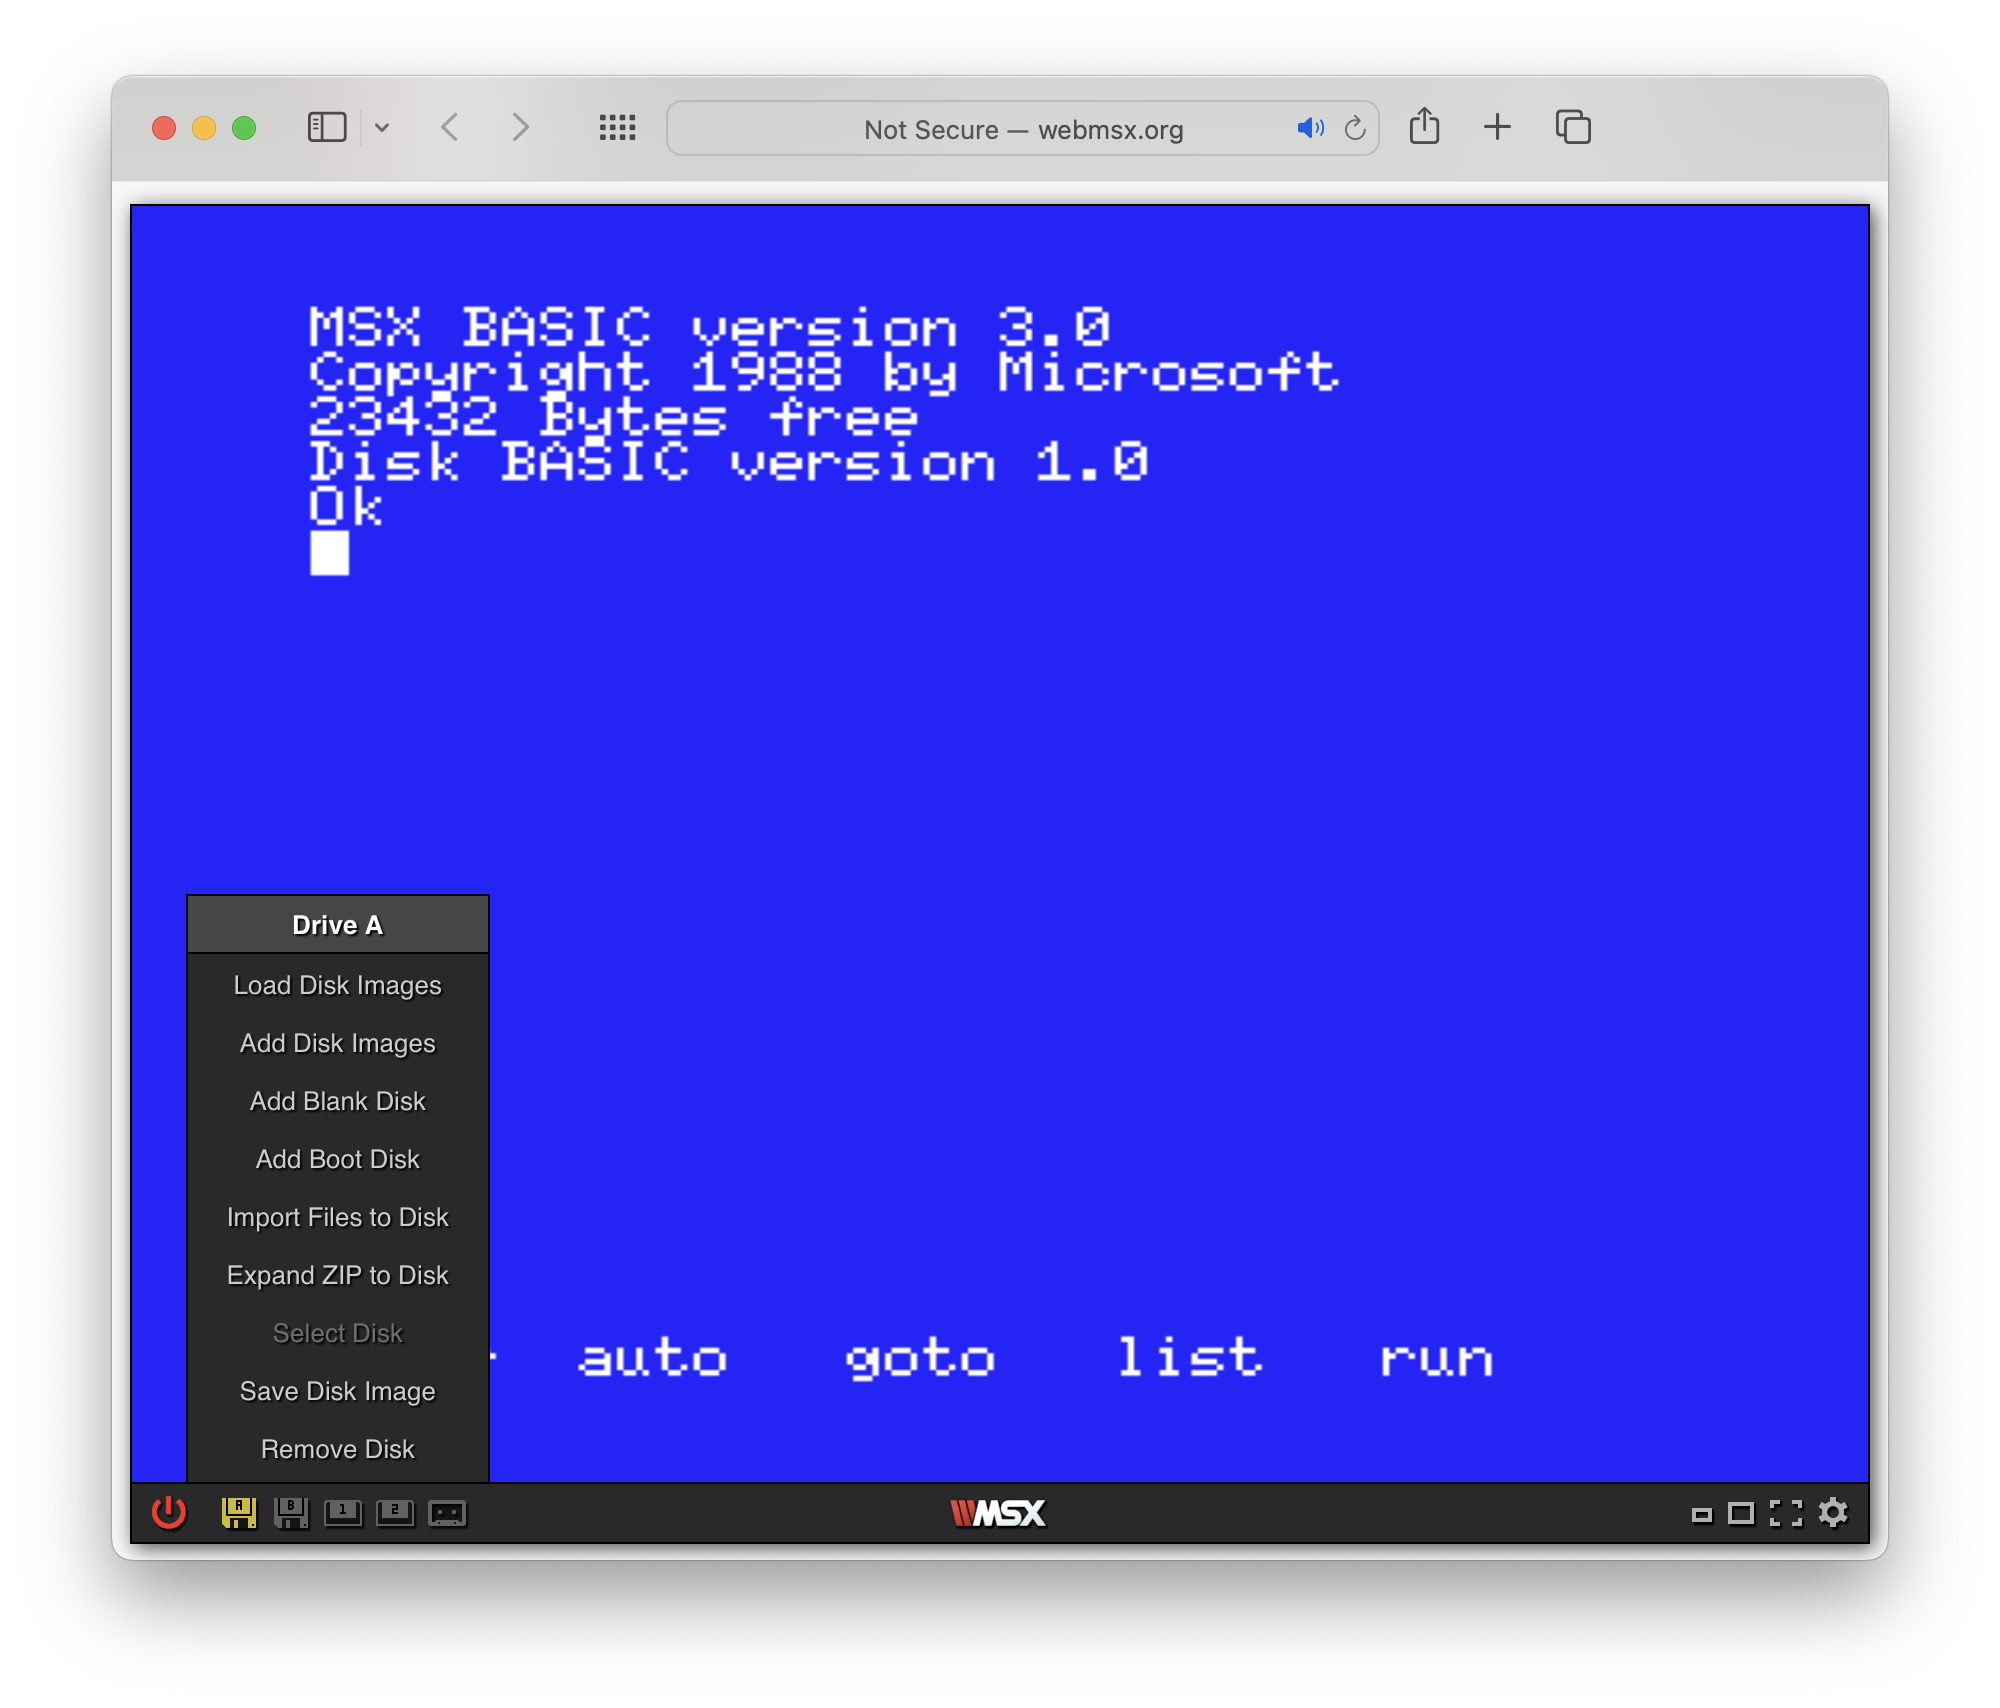 Not Secure — webmsx.org
MSX BASIC version 3.0
Copyright 1988 by Microsoft
23432 Bytes free
Disk BASIC version 1.0
Ok
Drive A
Load Disk Images
Add Disk Images
Add Blank Disk
Add Boot Disk
Import Files to Disk
Expand ZIP to Disk
Select Disk
Save Disk Image
Remove Disk
auto goto list run
A B 1 2
MSX